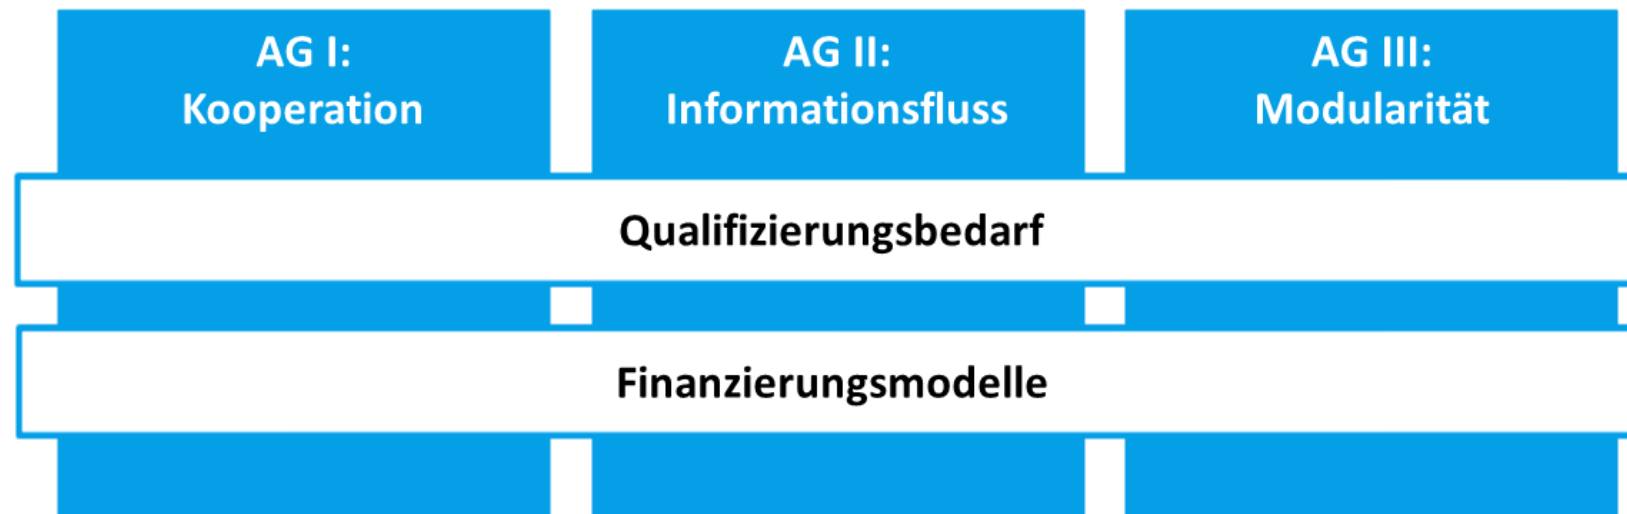 AG I:
Kooperation
AG II:
Informationsfluss
AG III:
Modularität
Qualifizierungsbedarf
Finanzierungsmodelle